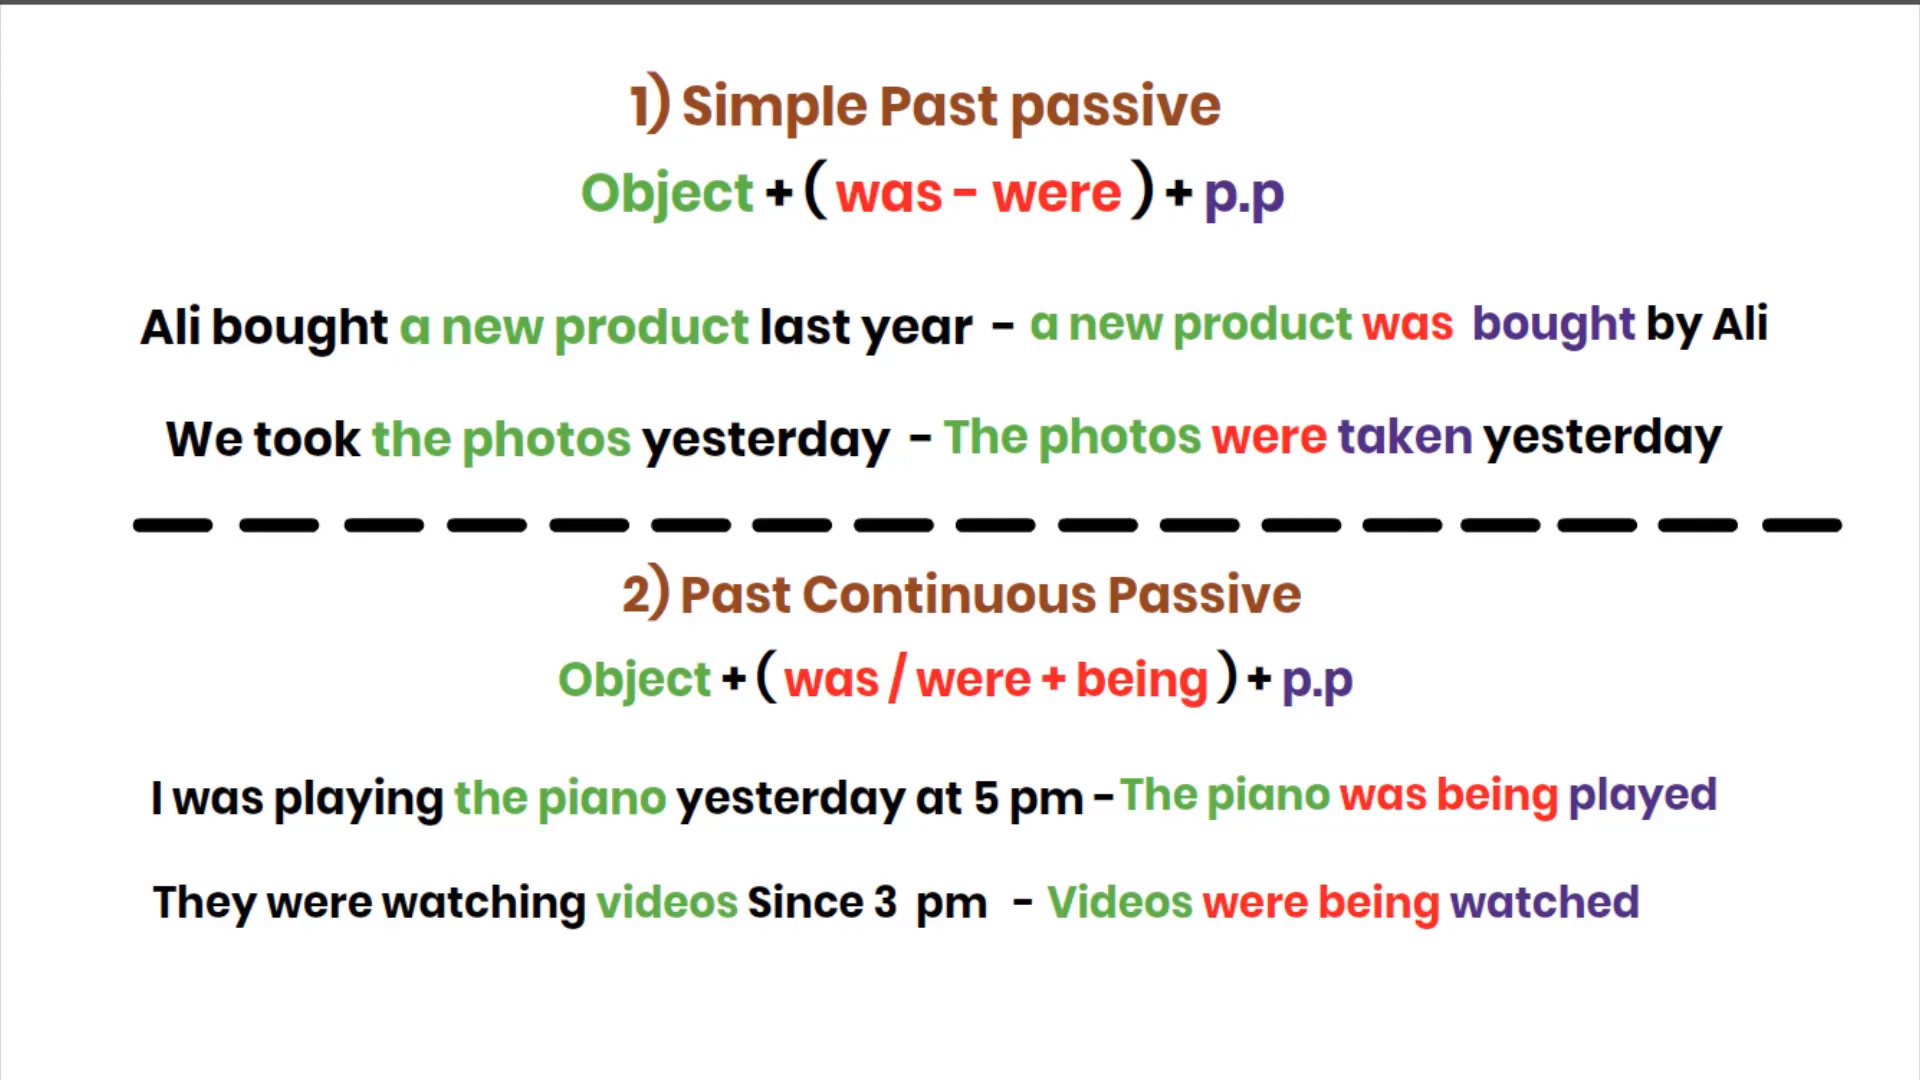 1) Simple Past passive
Object + ( was - were ) + p.p
Ali bought a new product last year - a new product was bought by Ali
We took the photos yesterday - The photos were taken yesterday
2) Past Continuous Passive
Object + ( was / were + being ) + p.p
I was playing the piano yesterday at 5 pm - The piano was being played
They were watching videos Since 3 pm - Videos were being watched